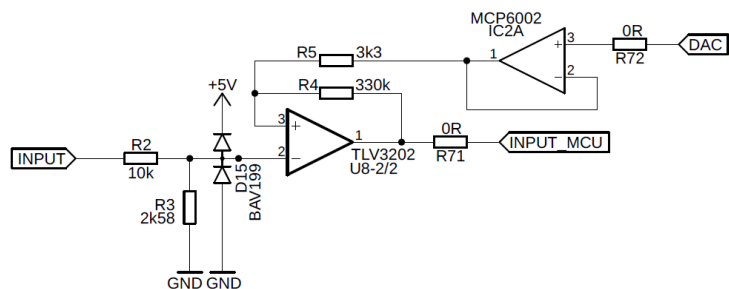 MCP6002
IC2A
R5
3k3
1
3
+
2
−
0R
R72
DAC
+5V
R4
330k
3
+
2
−
1
TLV3202
U8-2/2
0R
R71
INPUT_MCU
INPUT
R2
10k
D15
BAV199
R3
2k58
GND
GND